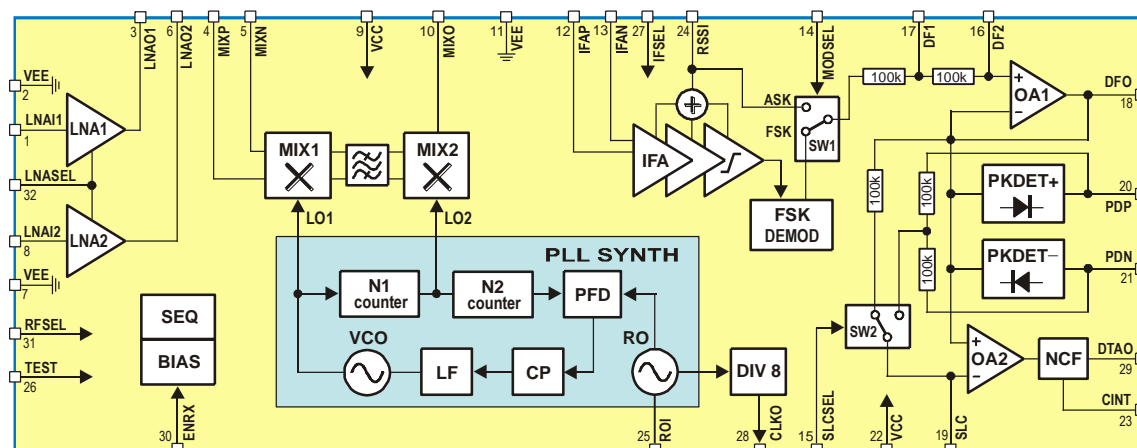 3
LNAO1
6
LNAO2
4
MIXP
5
MIXN
9
VCC
10
MIXO
11
VEE
12
IFAP
13
IFAN
27
IFSEL
24
RSSI
14
MODSEL
17
DF1
16
DF2
VEE
2
LNAI1
1
LNASEL
32
LNAI2
8
VEE
7
RFSEL
31
TEST
26
LNA1
LNA2
MIX1
MIX2
LO1
LO2
IFA
ASK
FSK
SW1
FSK
DEMOD
100k
100k
OA1
DFO
18
100k
100k
100k
PKDET+
20
PDP
PKDET−
PDN
21
PLL SYNTH
N1
counter
N2
counter
PFD
VCO
LF
CP
RO
DIV 8
SEQ
BIAS
SW2
OA2
NCF
DTAO
29
CINT
23
30
ENRX
25
ROI
28
CLKO
15
SLCSEL
22
VCC
19
SLC